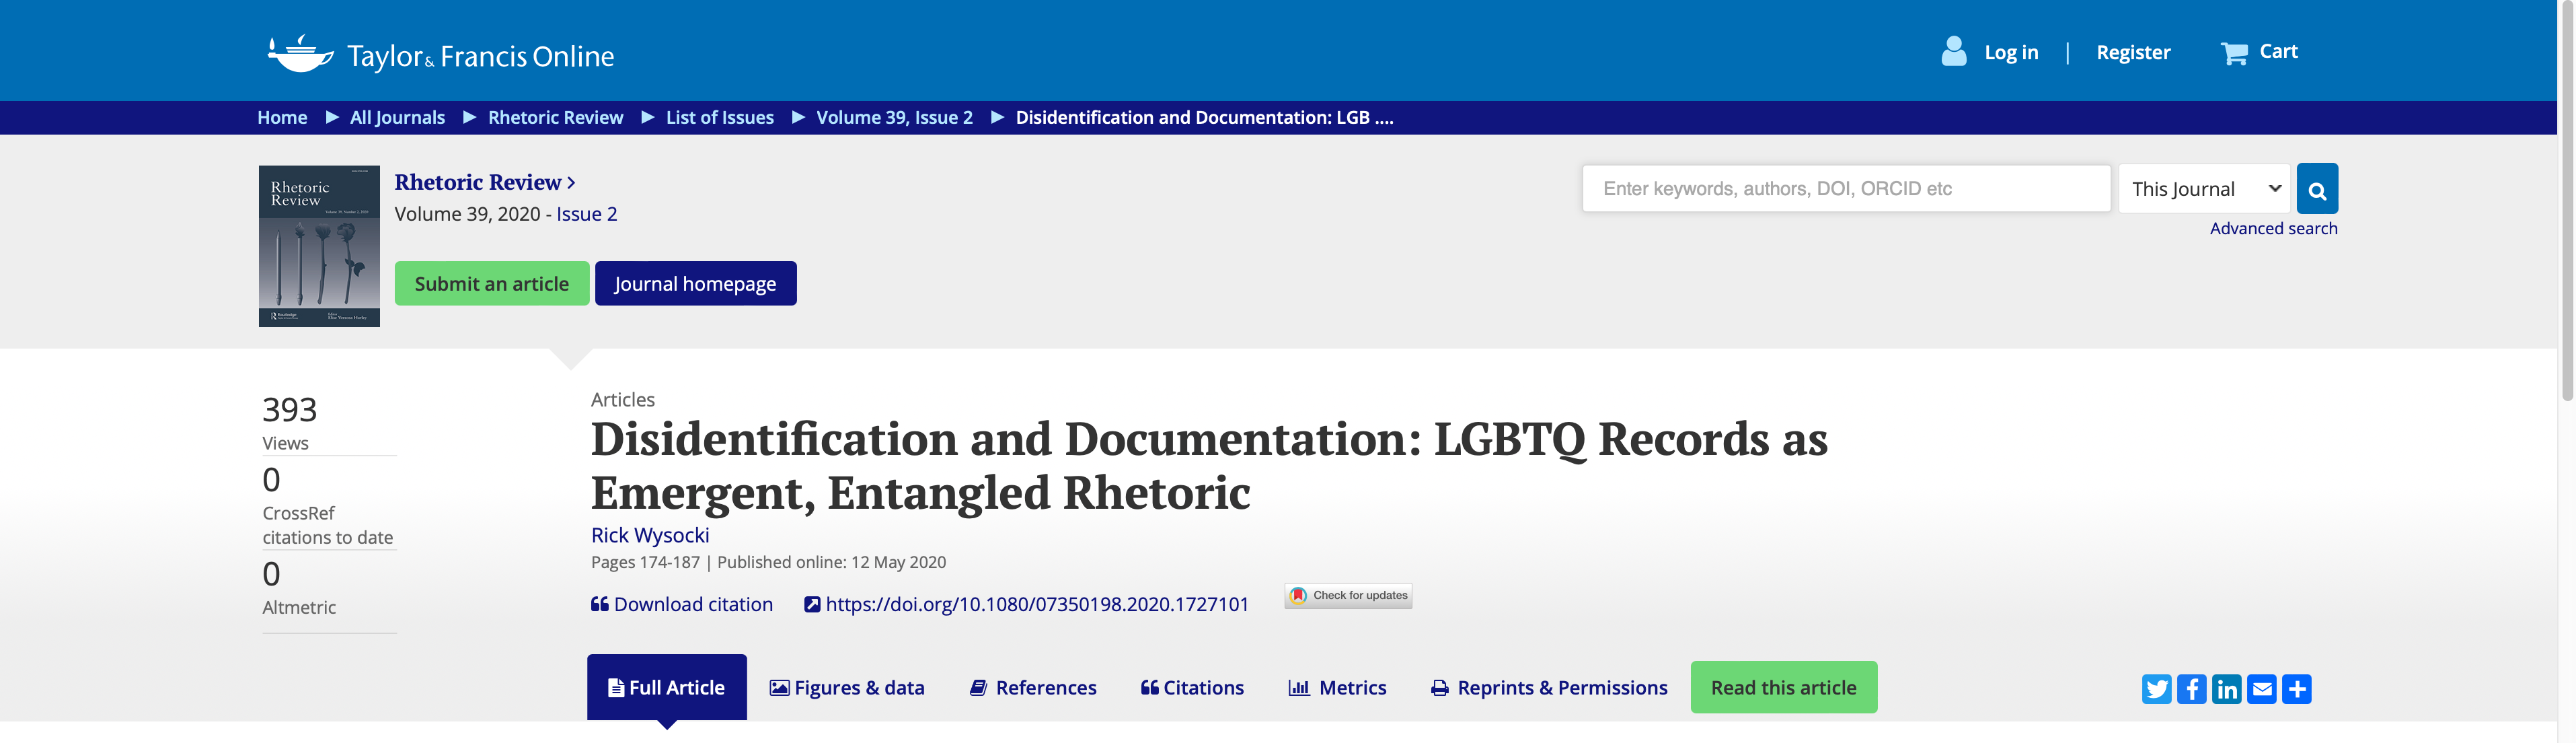 Taylor & Francis Online
Log in | Register Cart
Home ► All Journals ► Rhetoric Review ► List of Issues ► Volume 39, Issue 2 ► Disidentification and Documentation: LGB ....
Rhetoric
Review
Rhetoric Review >
Volume 39, 2020 - Issue 2
Submit an article Journal homepage
Enter keywords, authors, DOI, ORCID etc
This Journal
Advanced search
393
Views
0
CrossRef
citations to date
0
Altmetric
Articles
Disidentification and Documentation: LGBTQ Records as
Emergent, Entangled Rhetoric
Rick Wysocki
Pages 174-187 | Published online: 12 May 2020
Download citation https://doi.org/10.1080/07350198.2020.1727101 Check for updates
Full Article Figures & data References Citations Metrics Reprints & Permissions Read this article